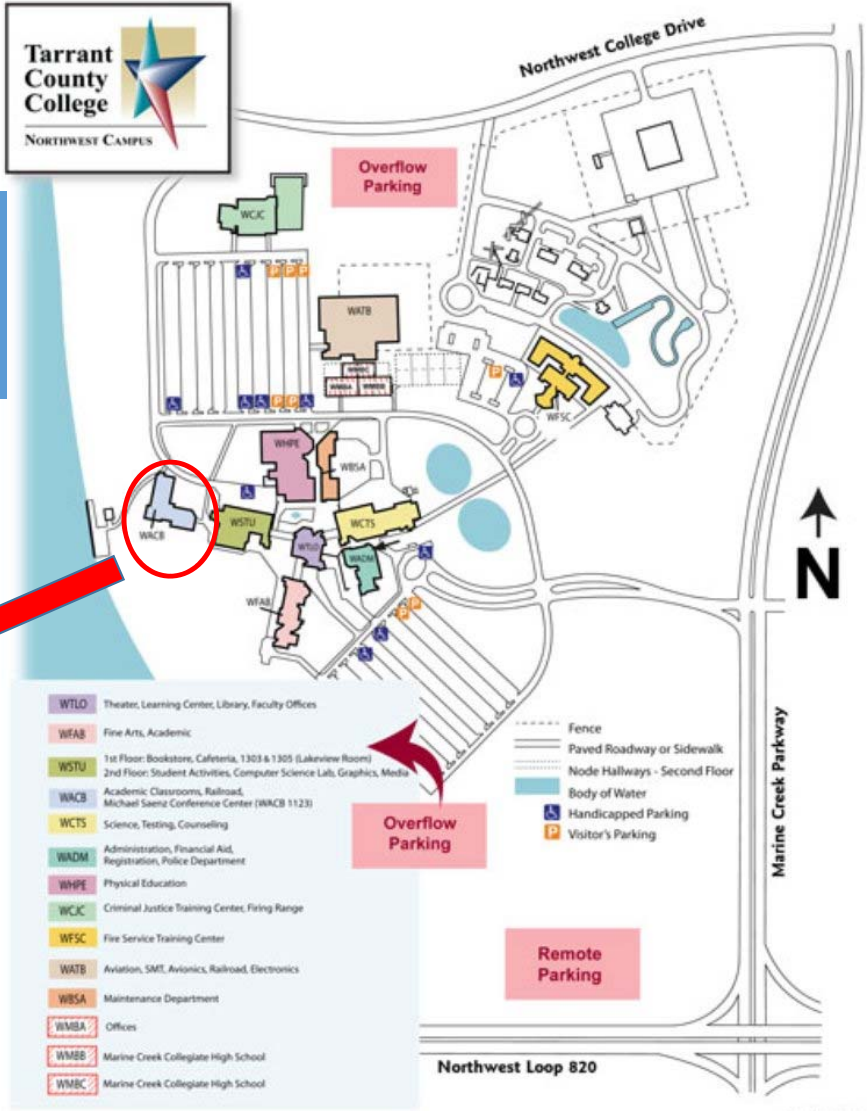 Tarrant
County
College
NORTHWEST CAMPUS
Northwest College Drive
Overflow
Parking
WCJC
P P P
WATB
WMBC
WMBA WMBB
P
P P
WFSC
WHPE
WBSA
WACB
WSTU
WCTS
WTLO
WADM
WFAB
P
P
N
Marine Creek Parkway
WTLO Theater, Learning Center, Library, Faculty Offices
WFAB Fine Arts, Academic
WSTU 1st Floor: Bookstore, Cafeteria, 1303 & 1305 (Lakeview Room)
2nd Floor: Student Activities, Computer Science Lab, Graphics, Media
WACB Academic Classrooms, Railroad,
Michael Saenz Conference Center (WACB 1123)
WCTS Science, Testing, Counseling
WADM Administration, Financial Aid,
Registration, Police Department
WHPE Physical Education
WCJC Criminal Justice Training Center, Firing Range
WFSC Fire Service Training Center
WATB Aviation, SMT, Avionics, Railroad, Electronics
WBSA Maintenance Department
WMBA Offices
WMBB Marine Creek Collegiate High School
WMBC Marine Creek Collegiate High School
Overflow
Parking
Fence
Paved Roadway or Sidewalk
Node Hallways - Second Floor
Body of Water
Handicapped Parking
P Visitor's Parking
Remote
Parking
Northwest Loop 820